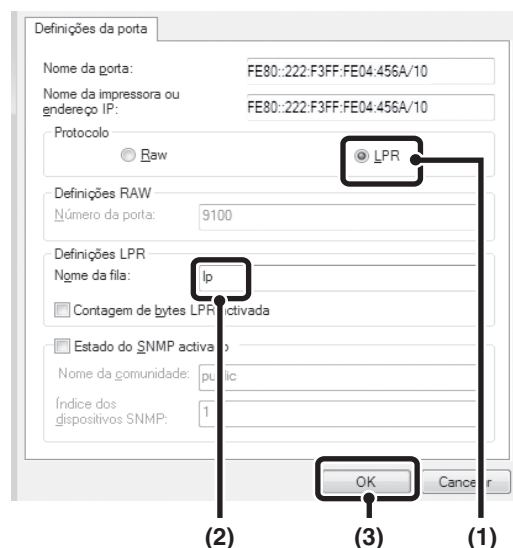 Definições da porta
Nome da porta: FE80::222:F3FF:FE04:456A/10
Nome da impressora ou
endereço IP: FE80::222:F3FF:FE04:456A/10
Protocolo
Raw LPR
Definições RAW
Número da porta: 9100
Definições LPR
Nome da fila: lp
Contagem de bytes LPR activada
Estado do SNMP activado
Nome da comunidade: public
Índice dos
dispositivos SNMP: 1
OK Cancelar
(2) (3) (1)